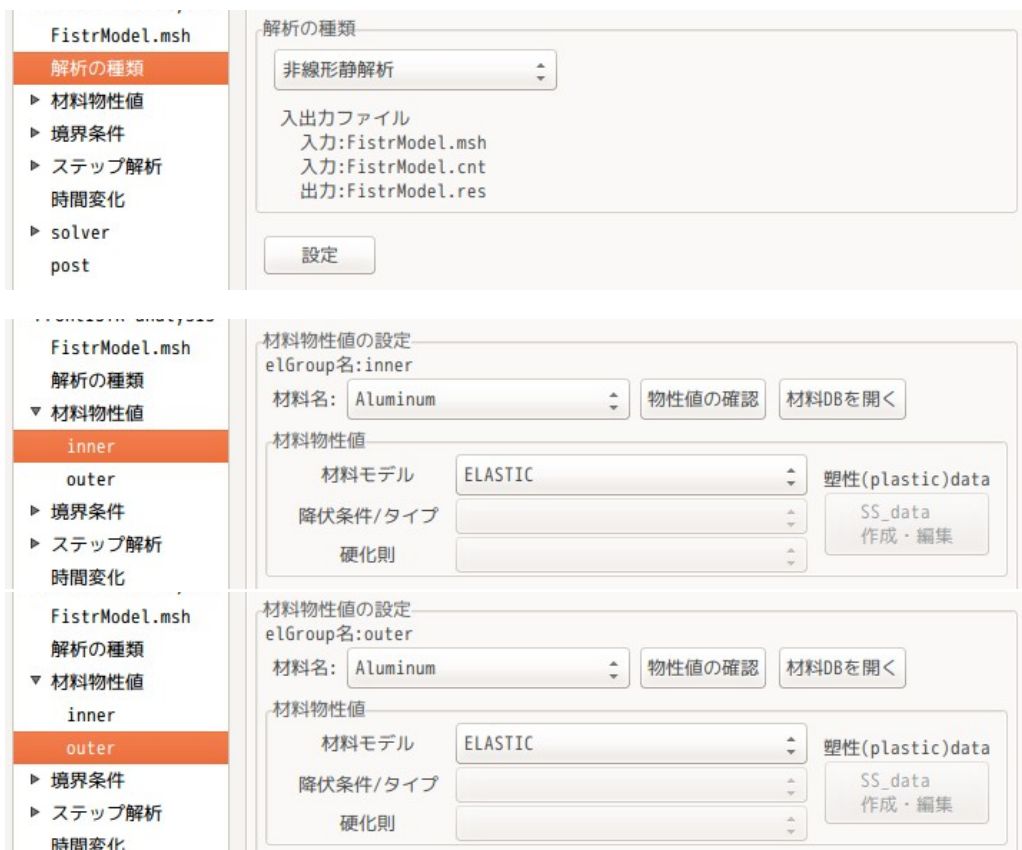 FistrModel.msh
解析の種類
材料物性値
境界条件
ステップ解析
時間変化
solver
post
解析の種類
非線形静解析
入出力ファイル
入力:FistrModel.msh
入力:FistrModel.cnt
出力:FistrModel.res
設定
FistrModel.msh
解析の種類
材料物性値
inner
outer
境界条件
ステップ解析
時間変化
材料物性値の設定
elGroup名:inner
材料名: Aluminum 物性値の確認 材料DBを開く
材料物性値
材料モデル ELASTIC 塑性(plastic)data
降伏条件/タイプ SS_data
作成・編集
硬化則
FistrModel.msh
解析の種類
材料物性値
inner
outer
境界条件
ステップ解析
時間変化
材料物性値の設定
elGroup名:outer
材料名: Aluminum 物性値の確認 材料DBを開く
材料物性値
材料モデル ELASTIC 塑性(plastic)data
降伏条件/タイプ SS_data
作成・編集
硬化則